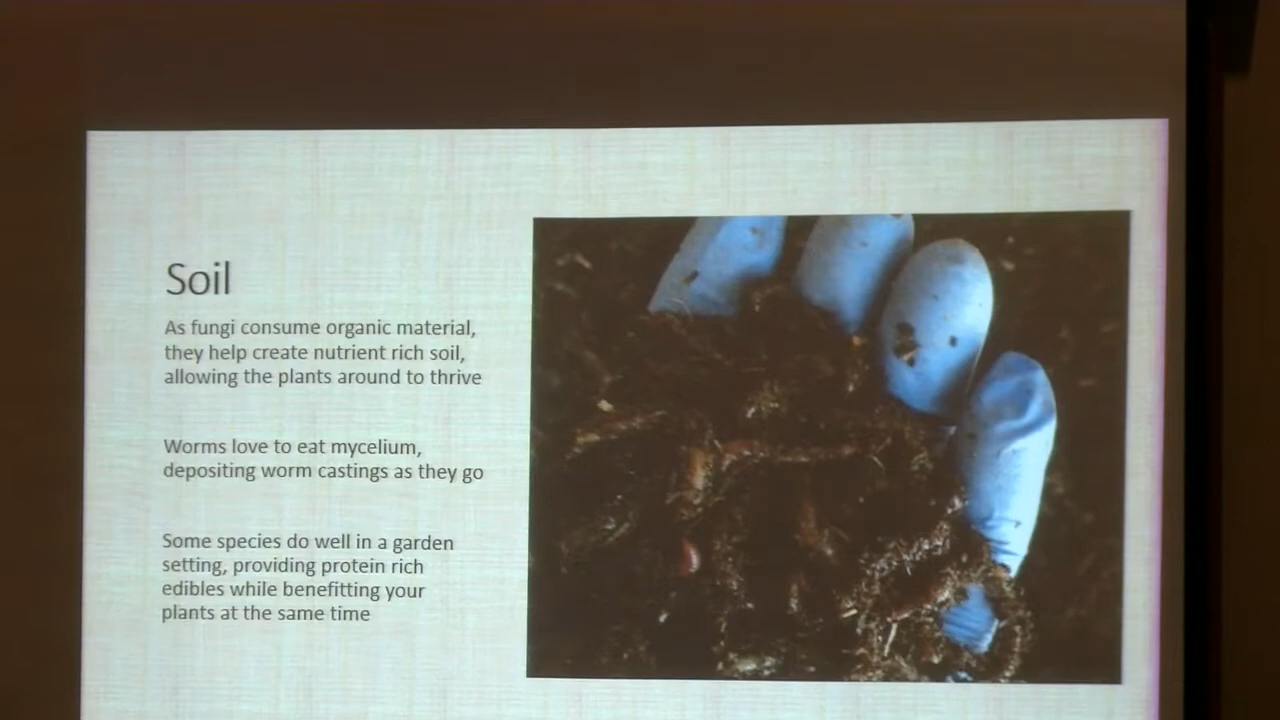 Soil
As fungi consume organic material,
they help create nutrient rich soil,
allowing the plants around to thrive
Worms love to eat mycelium,
depositing worm castings as they go
Some species do well in a garden
setting, providing protein rich
edibles while benefitting your
plants at the same time